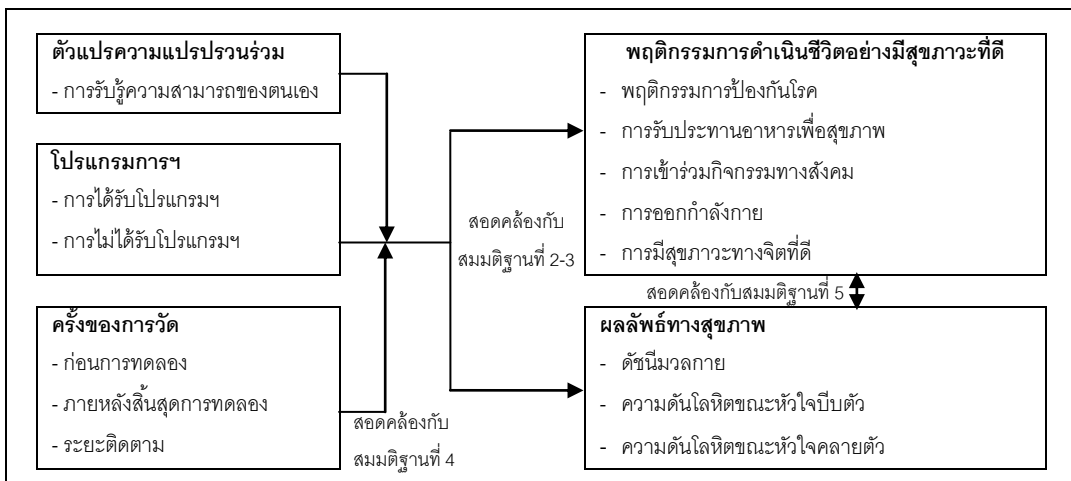 ตัวแปรความแปรปรวนร่วม
- การรับรู้ความสามารถของตนเอง
โปรแกรมการฯ
- การได้รับโปรแกรมฯ
- การไม่ได้รับโปรแกรมฯ
ครั้งของการวัด
- ก่อนการทดลอง
- ภายหลังสิ้นสุดการทดลอง
- ระยะติดตาม
สอดคล้องกับ
สมมติฐานที่ 2-3
สอดคล้องกับ
สมมติฐานที่ 4
พฤติกรรมการดำเนินชีวิตอย่างมีสุขภาวะที่ดี
- พฤติกรรมการป้องกันโรค
- การรับประทานอาหารเพื่อสุขภาพ
- การเข้าร่วมกิจกรรมทางสังคม
- การออกกำลังกาย
- การมีสุขภาวะทางจิตที่ดี
สอดคล้องกับสมมติฐานที่ 5
ผลลัพธ์ทางสุขภาพ
- ดัชนีมวลกาย
- ความดันโลหิตขณะหัวใจบีบตัว
- ความดันโลหิตขณะหัวใจคลายตัว